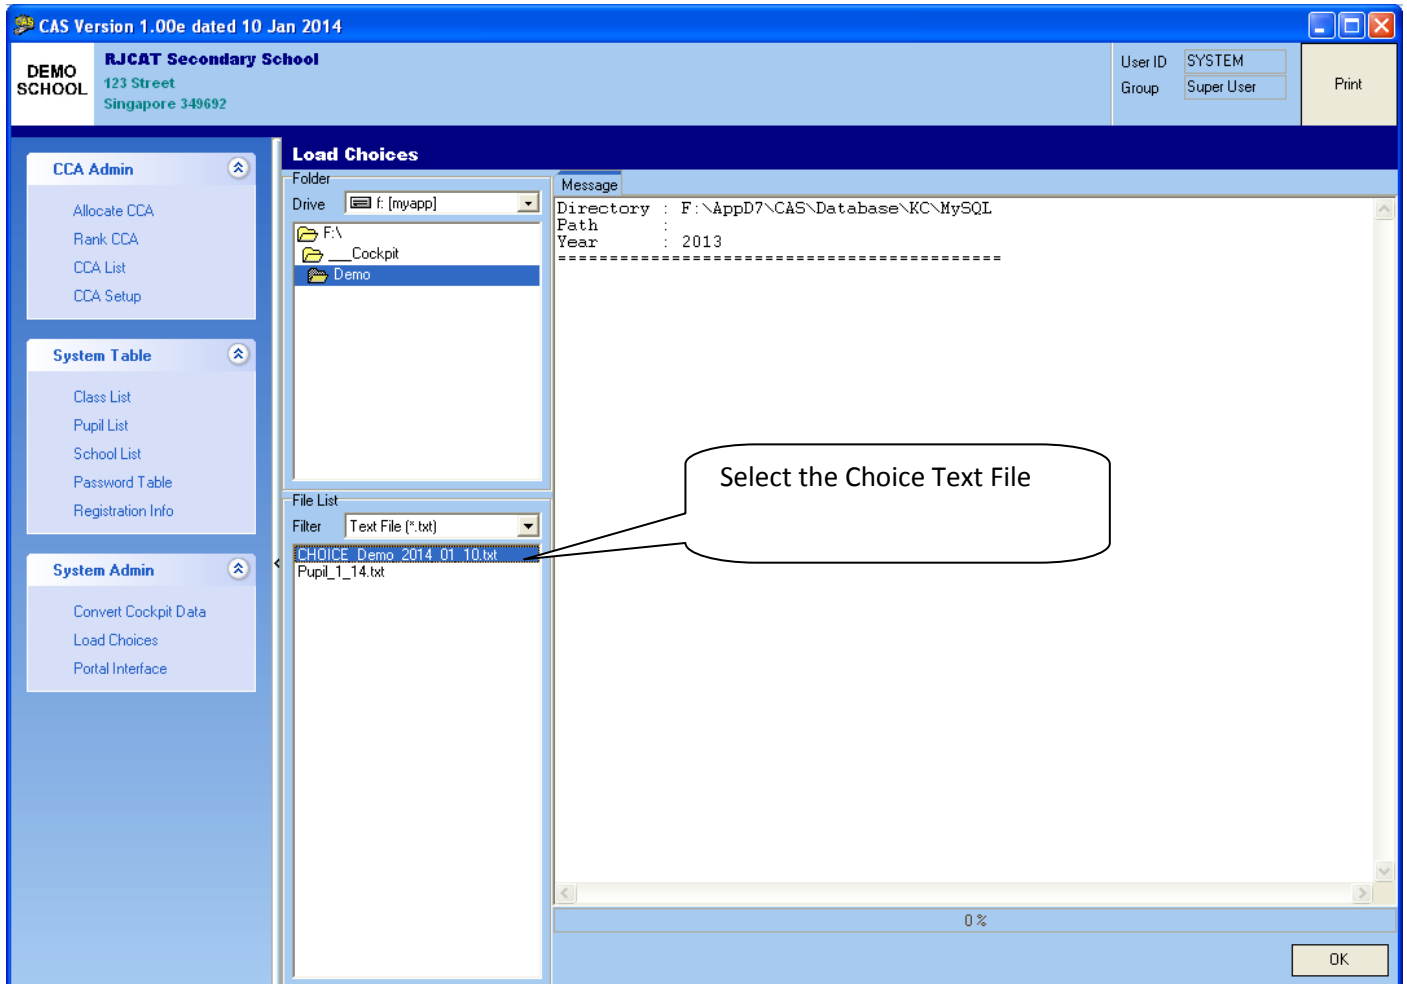 CAS Version 1.00e dated 10 Jan 2014
DEMO
SCHOOL
RJCAT Secondary School
123 Street
Singapore 349692
User ID SYSTEM
Group Super User
Print
CCA Admin
Allocate CCA
Rank CCA
CCA List
CCA Setup
System Table
Class List
Pupil List
School List
Password Table
Registration Info
System Admin
Convert Cockpit Data
Load Choices
Portal Interface
Load Choices
Folder
Drive f: [myapp]
F:\
___Cockpit
Demo
File List
Filter Text File (*.txt)
CHOICE_Demo_2014_01_10.txt
Pupil_1_14.txt
Message
Directory : F:\AppD7\CAS\Database\KC\MySQL
Path :
Year : 2013
===========================================
Select the Choice Text File
0 %
OK